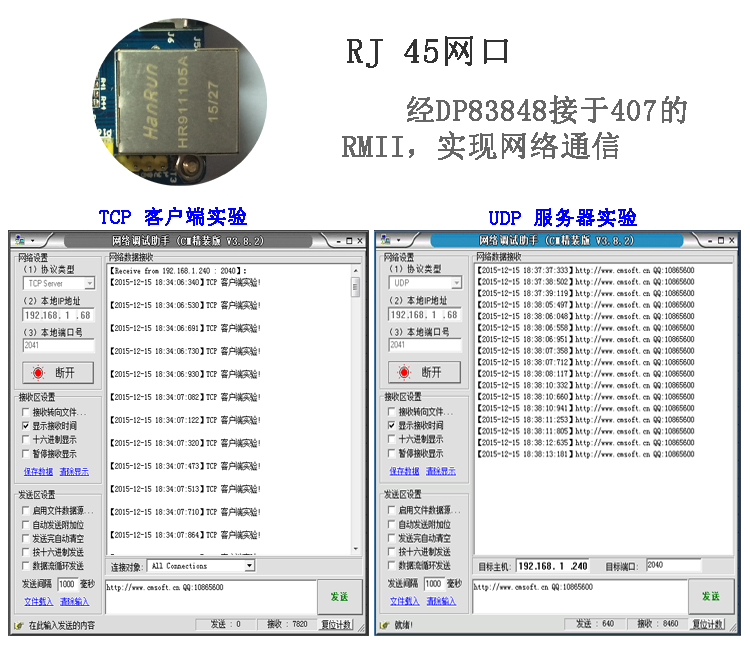 RJ 45网口
经DP83848接于407的
RMII，实现网络通信
HanRun
HR911105A
15/27
TCP 客户端实验
网络调试助手 (CM精装版 V3.8.2)
网络设置
(1) 协议类型
TCP Server
(2) 本地IP地址
192.168. 1 .68
(3) 本地端口号
2041
断开
接收区设置
接收转向文件...
显示接收时间
十六进制显示
暂停接收显示
保存数据 清除显示
发送区设置
启用文件数据源...
自动发送附加位
发送完自动清空
按十六进制发送
数据流循环发送
发送间隔 1000 毫秒
文件载入 清除输入
网络数据接收
【Receive from 192.168.1.240 : 2040】:
【2015-12-15 18:34:06:340】TCP 客户端实验!
【2015-12-15 18:34:06:530】TCP 客户端实验!
【2015-12-15 18:34:06:691】TCP 客户端实验!
【2015-12-15 18:34:06:730】TCP 客户端实验!
【2015-12-15 18:34:06:930】TCP 客户端实验!
【2015-12-15 18:34:07:082】TCP 客户端实验!
【2015-12-15 18:34:07:122】TCP 客户端实验!
【2015-12-15 18:34:07:320】TCP 客户端实验!
【2015-12-15 18:34:07:473】TCP 客户端实验!
【2015-12-15 18:34:07:513】TCP 客户端实验!
【2015-12-15 18:34:07:710】TCP 客户端实验!
【2015-12-15 18:34:07:864】TCP 客户端实验!
连接对象: All Connections
http://www.cmsoft.cn QQ:10865600
发送
在此输入发送的内容
发送 : 0
接收 : 7820
复位计数
UDP 服务器实验
网络调试助手 (CM精装版 V3.8.2)
网络设置
(1) 协议类型
UDP
(2) 本地IP地址
192.168. 1 .68
(3) 本地端口号
2041
断开
接收区设置
接收转向文件...
显示接收时间
十六进制显示
暂停接收显示
保存数据 清除显示
发送区设置
启用文件数据源...
自动发送附加位
发送完自动清空
按十六进制发送
数据流循环发送
发送间隔 1000 毫秒
文件载入 清除输入
网络数据接收
【2015-12-15 18:37:37:333】http://www.cmsoft.cn QQ:10865600
【2015-12-15 18:37:38:502】http://www.cmsoft.cn QQ:10865600
【2015-12-15 18:37:39:119】http://www.cmsoft.cn QQ:10865600
【2015-12-15 18:38:05:497】http://www.cmsoft.cn QQ:10865600
【2015-12-15 18:38:06:048】http://www.cmsoft.cn QQ:10865600
【2015-12-15 18:38:06:558】http://www.cmsoft.cn QQ:10865600
【2015-12-15 18:38:06:951】http://www.cmsoft.cn QQ:10865600
【2015-12-15 18:38:07:358】http://www.cmsoft.cn QQ:10865600
【2015-12-15 18:38:07:712】http://www.cmsoft.cn QQ:10865600
【2015-12-15 18:38:08:117】http://www.cmsoft.cn QQ:10865600
【2015-12-15 18:38:10:332】http://www.cmsoft.cn QQ:10865600
【2015-12-15 18:38:10:660】http://www.cmsoft.cn QQ:10865600
【2015-12-15 18:38:10:941】http://www.cmsoft.cn QQ:10865600
【2015-12-15 18:38:11:253】http://www.cmsoft.cn QQ:10865600
【2015-12-15 18:38:11:805】http://www.cmsoft.cn QQ:10865600
【2015-12-15 18:38:12:635】http://www.cmsoft.cn QQ:10865600
【2015-12-15 18:38:13:181】http://www.cmsoft.cn QQ:10865600
目标主机: 192.168. 1 .240 目标端口: 2040
http://www.cmsoft.cn QQ:10865600
发送
就绪!
发送 : 640
接收 : 8460
复位计数